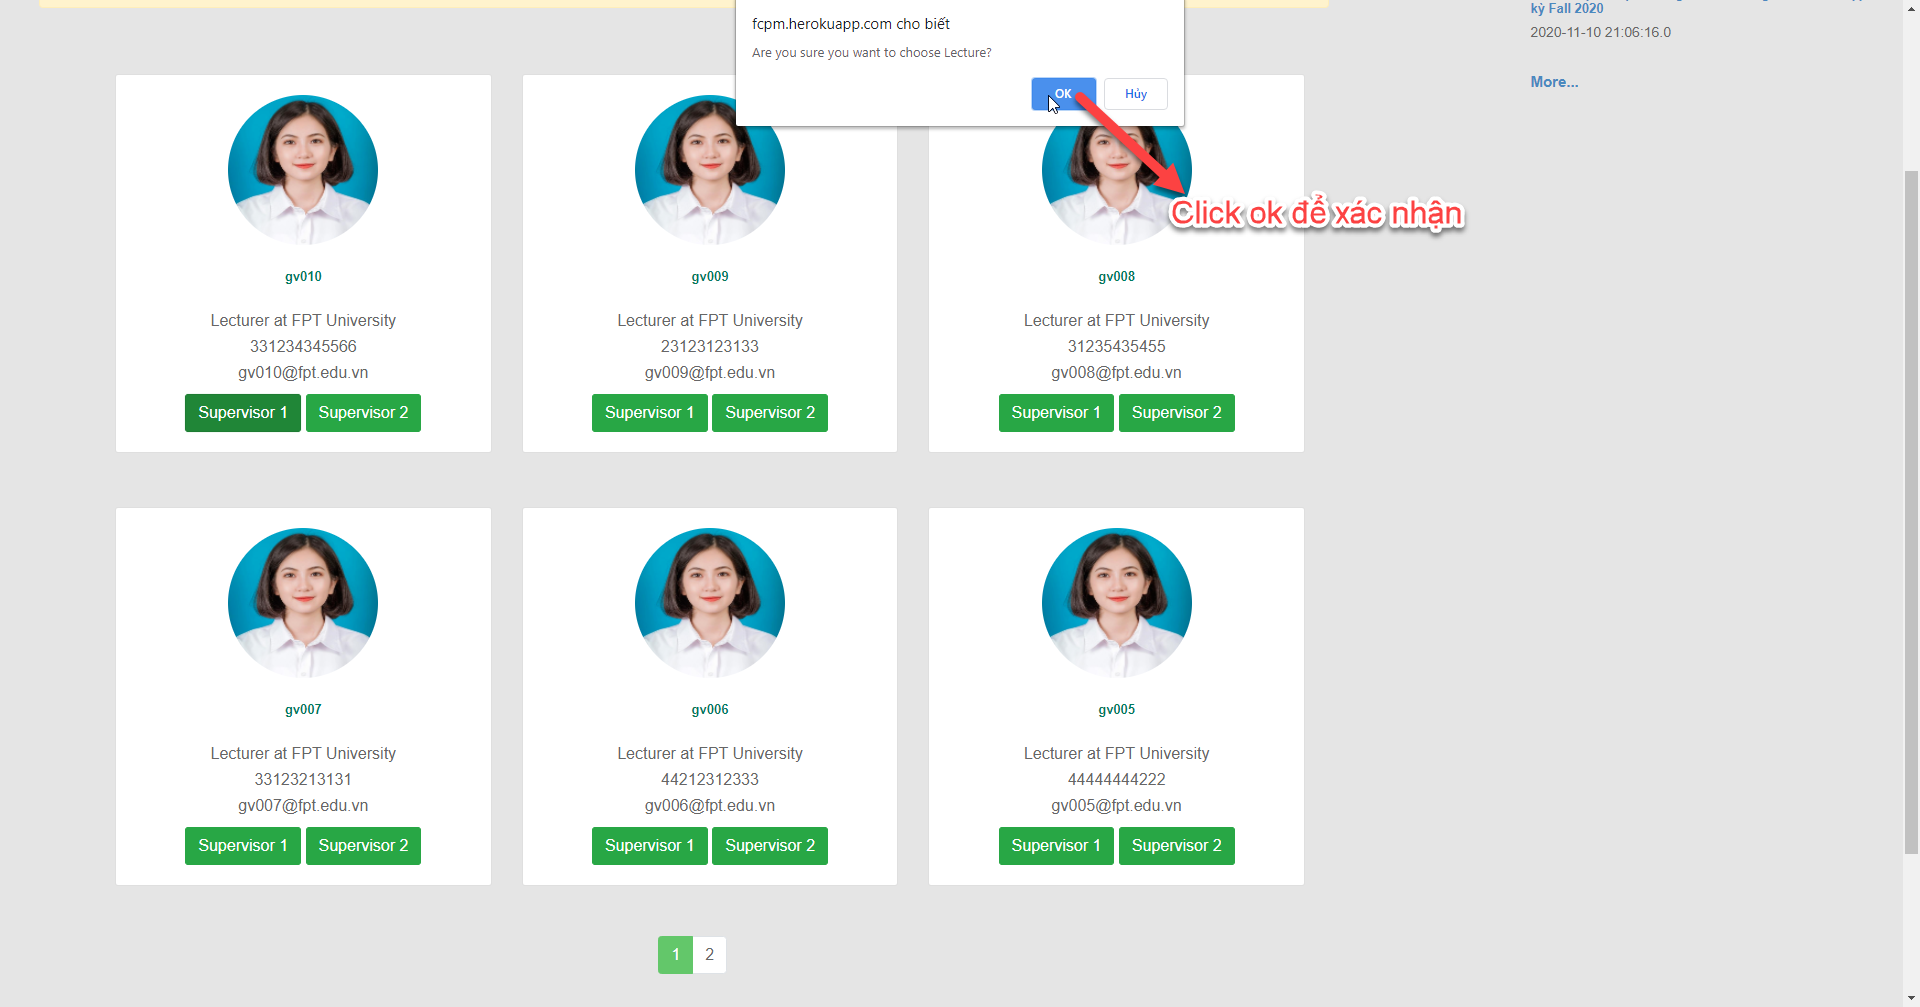 fcpm.herokuapp.com cho biết
Are you sure you want to choose Lecture?
OK
Hủy
kỳ Fall 2020
2020-11-10 21:06:16.0
More...
Click ok để xác nhận
gv010
Lecturer at FPT University
331234345566
gv010@fpt.edu.vn
Supervisor 1
Supervisor 2
gv009
Lecturer at FPT University
23123123133
gv009@fpt.edu.vn
Supervisor 1
Supervisor 2
gv008
Lecturer at FPT University
31235435455
gv008@fpt.edu.vn
Supervisor 1
Supervisor 2
gv007
Lecturer at FPT University
33123213131
gv007@fpt.edu.vn
Supervisor 1
Supervisor 2
gv006
Lecturer at FPT University
44212312333
gv006@fpt.edu.vn
Supervisor 1
Supervisor 2
gv005
Lecturer at FPT University
44444444222
gv005@fpt.edu.vn
Supervisor 1
Supervisor 2
1
2